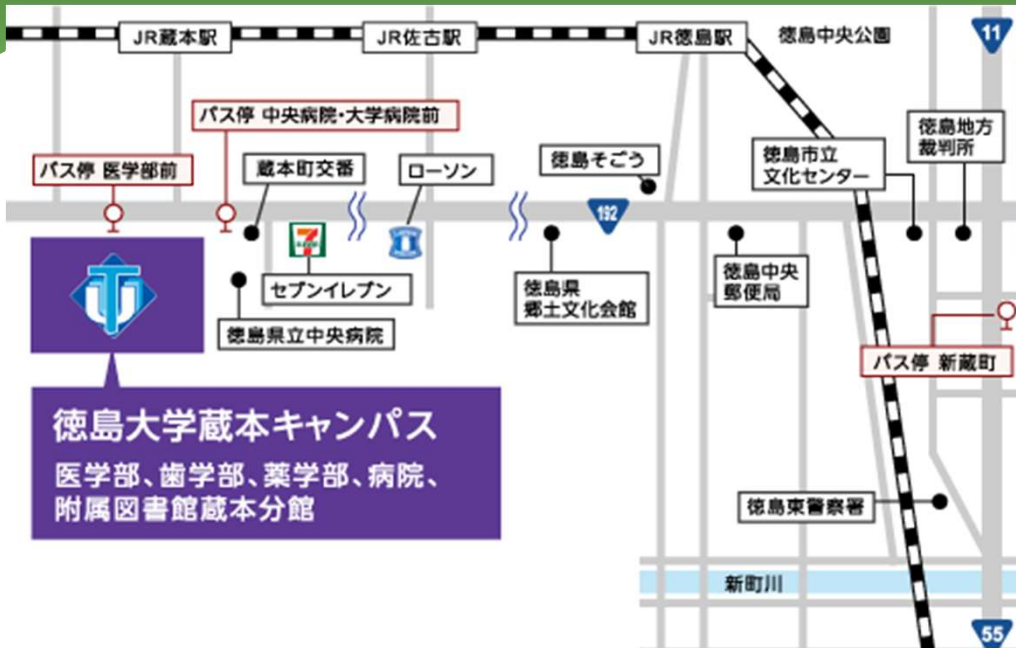 JR蔵本駅
JR佐古駅
JR徳島駅
徳島中央公園
11
バス停 中央病院・大学病院前
バス停 医学部前
蔵本町交番
ローソン
徳島そごう
徳島市立
文化センター
徳島地方
裁判所
192
セブンイレブン
徳島県立中央病院
徳島県
郷土文化会館
徳島中央
郵便局
バス停 新蔵町
徳島大学蔵本キャンパス
医学部、歯学部、薬学部、病院、
附属図書館蔵本分館
徳島東警察署
新町川
55